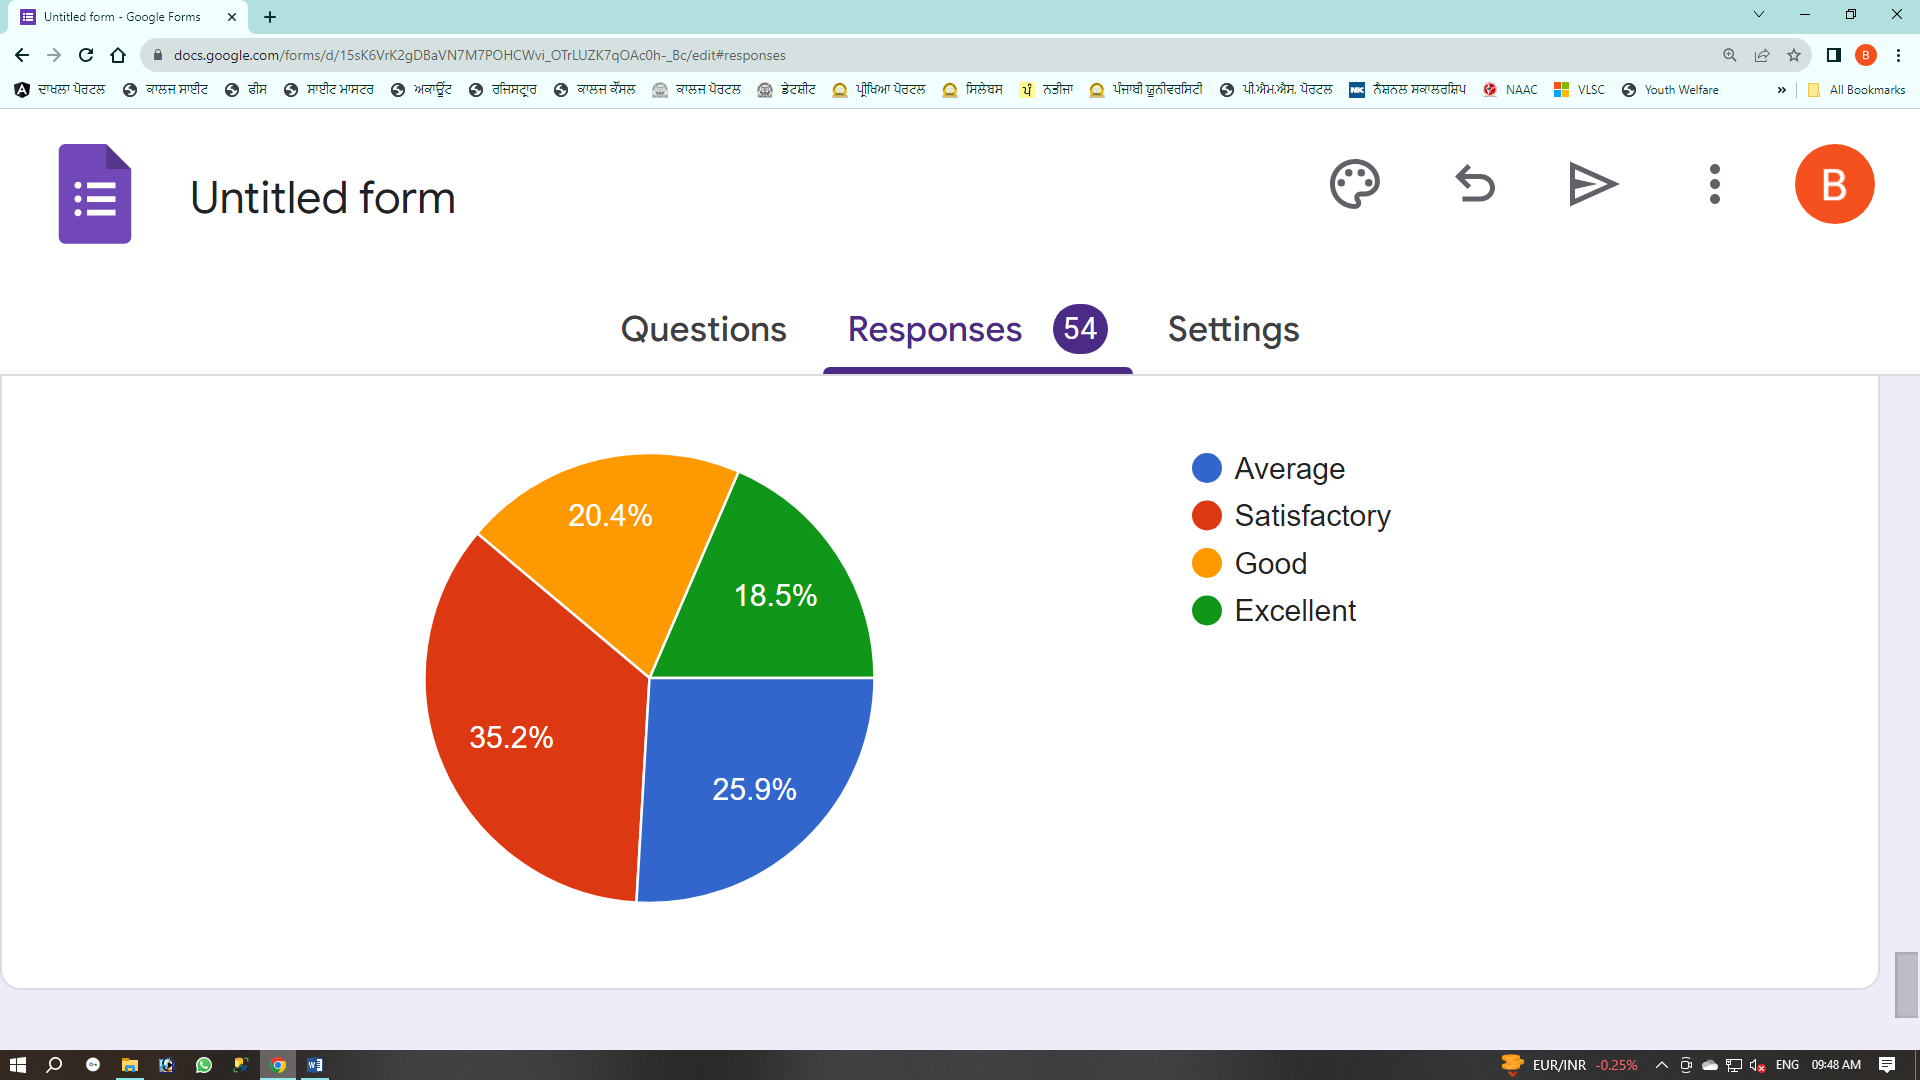 Untitled form - Google Forms
docs.google.com/forms/d/15sK6VrK2gDBaVN7M7POHCWvi_OTrLUZK7qOAc0h-_Bc/edit#responses
ਦਾਖਲਾ ਪੋਰਟਲ ਕਾਲਜ ਸਾਈਟ ਫੀਸ ਸਾਈਟ ਮਾਸਟਰ ਅਕਾਊਂਟ ਰਜਿਸਟ੍ਰਾਰ ਕਾਲਜ ਕੌਂਸਲ ਕਾਲਜ ਪੋਰਟਲ ਡੇਟਸ਼ੀਟ ਪ੍ਰੀਖਿਆ ਪੋਰਟਲ ਸਿਲੇਬਸ ਨਤੀਜਾ ਪੰਜਾਬੀ ਯੂਨੀਵਰਸਿਟੀ ਪੀ.ਐਮ.ਐਸ. ਪੋਰਟਲ NK ਨੈਸ਼ਨਲ ਸਕਾਲਰਸ਼ਿਪ NAAC VLSC Youth Welfare » All Bookmarks
Untitled form
B
Questions Responses 54 Settings
20.4%
18.5%
35.2%
25.9%
Average
Satisfactory
Good
Excellent
EUR/INR -0.25% ENG 09:48 AM